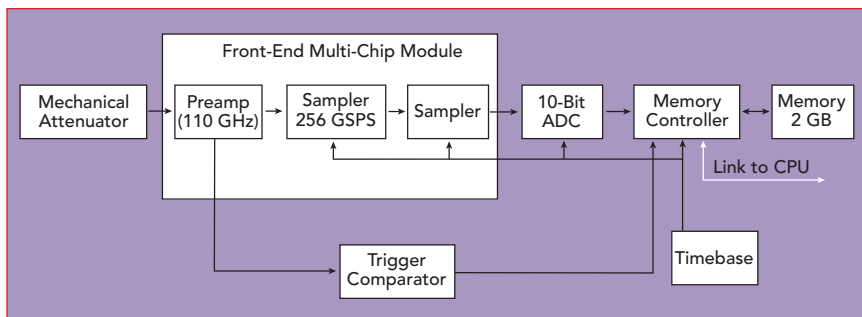 Front-End Multi-Chip Module
Mechanical
Attenuator
Preamp
(110 GHz)
Sampler
256 GSPS
Sampler
10-Bit
ADC
Memory
Controller
Memory
2 GB
Link to CPU
Trigger
Comparator
Timebase